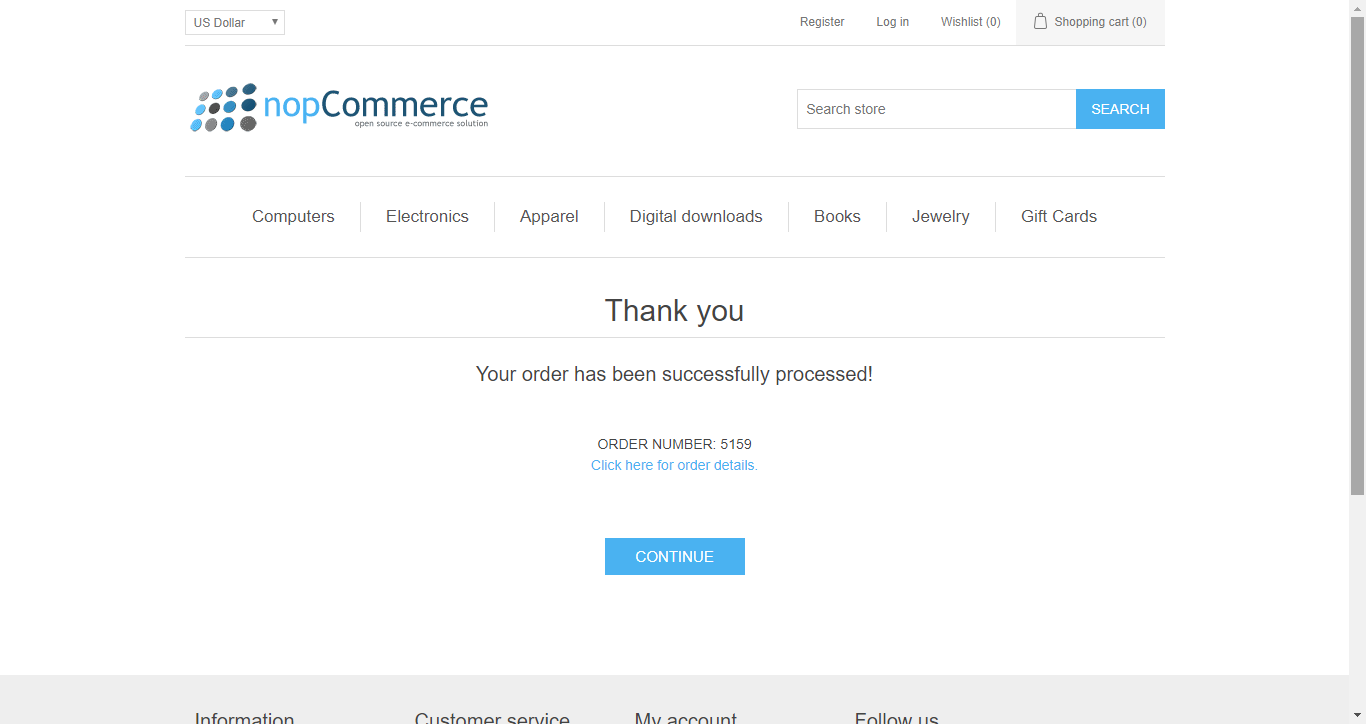 US Dollar
Register
Log in
Wishlist (0)
Shopping cart (0)
nopCommerce
open source e-commerce solution
Search store
SEARCH
Computers
Electronics
Apparel
Digital downloads
Books
Jewelry
Gift Cards
Thank you
Your order has been successfully processed!
ORDER NUMBER: 5159
Click here for order details.
CONTINUE
Information
Customer service
My account
Follow us